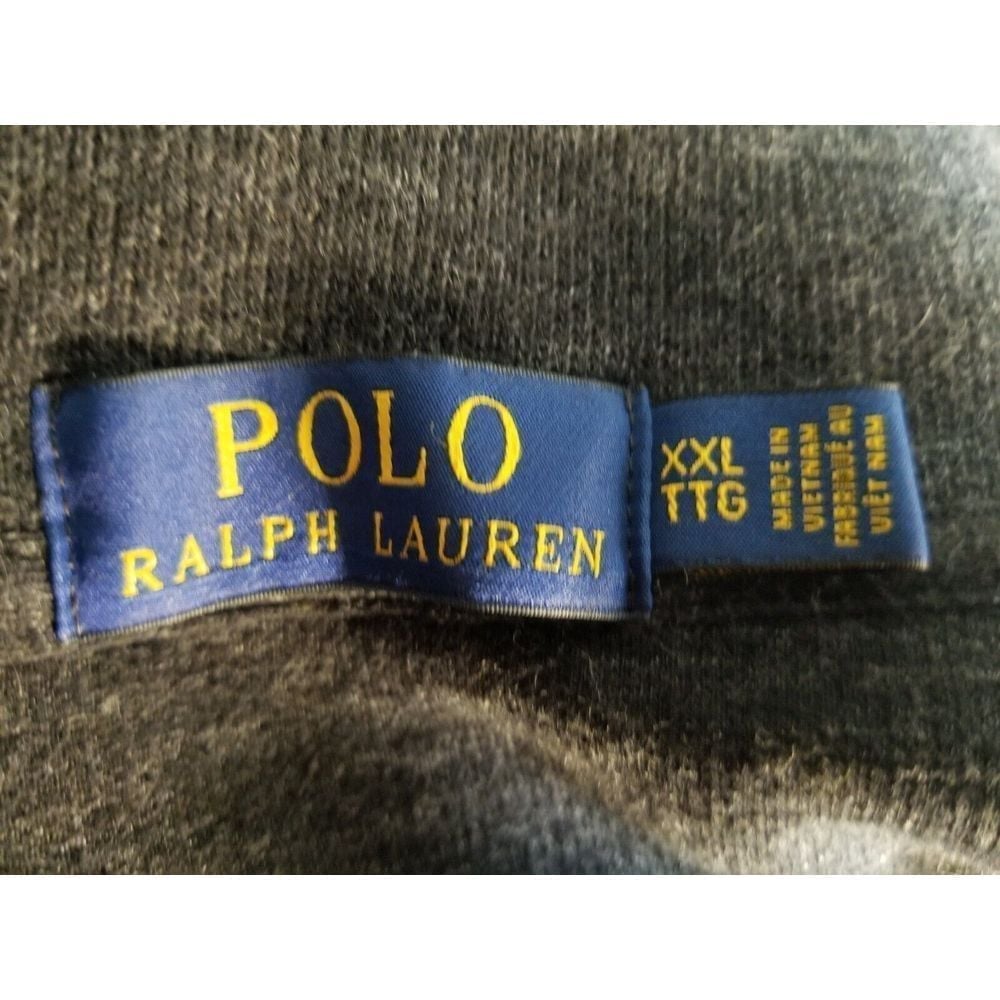 POLO
RALPH LAUREN
XXL
TTG
MADE IN
VIETNAM
FABRIQUÉ AU
VIÊT NAM